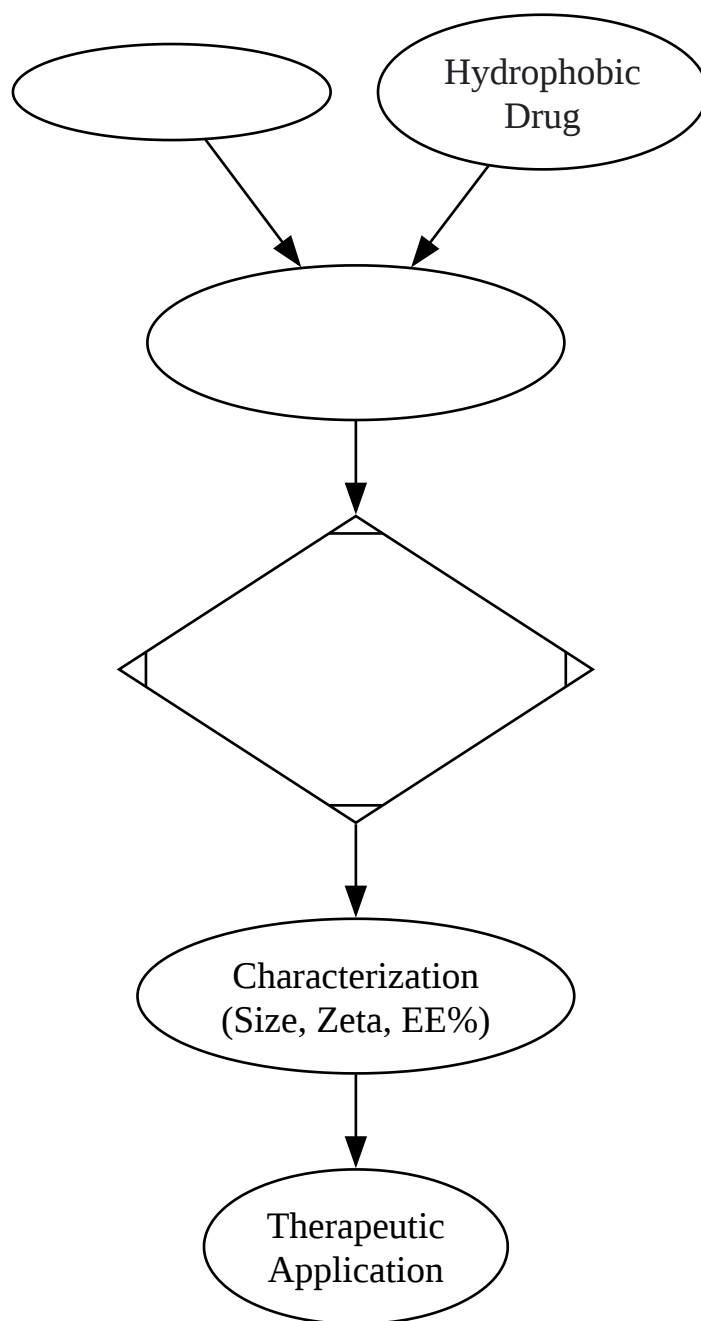 Hydrophobic
Drug
Characterization
(Size, Zeta, EE%)
Therapeutic
Application